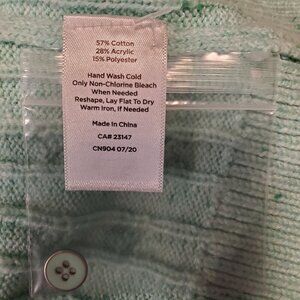 57% Cotton
28% Acrylic
15% Polyester
Hand Wash Cold
Only Non-Chlorine Bleach
When Needed
Reshape, Lay Flat To Dry
Warm Iron, If Needed
Made in China
CA# 23147
CN904 07/20